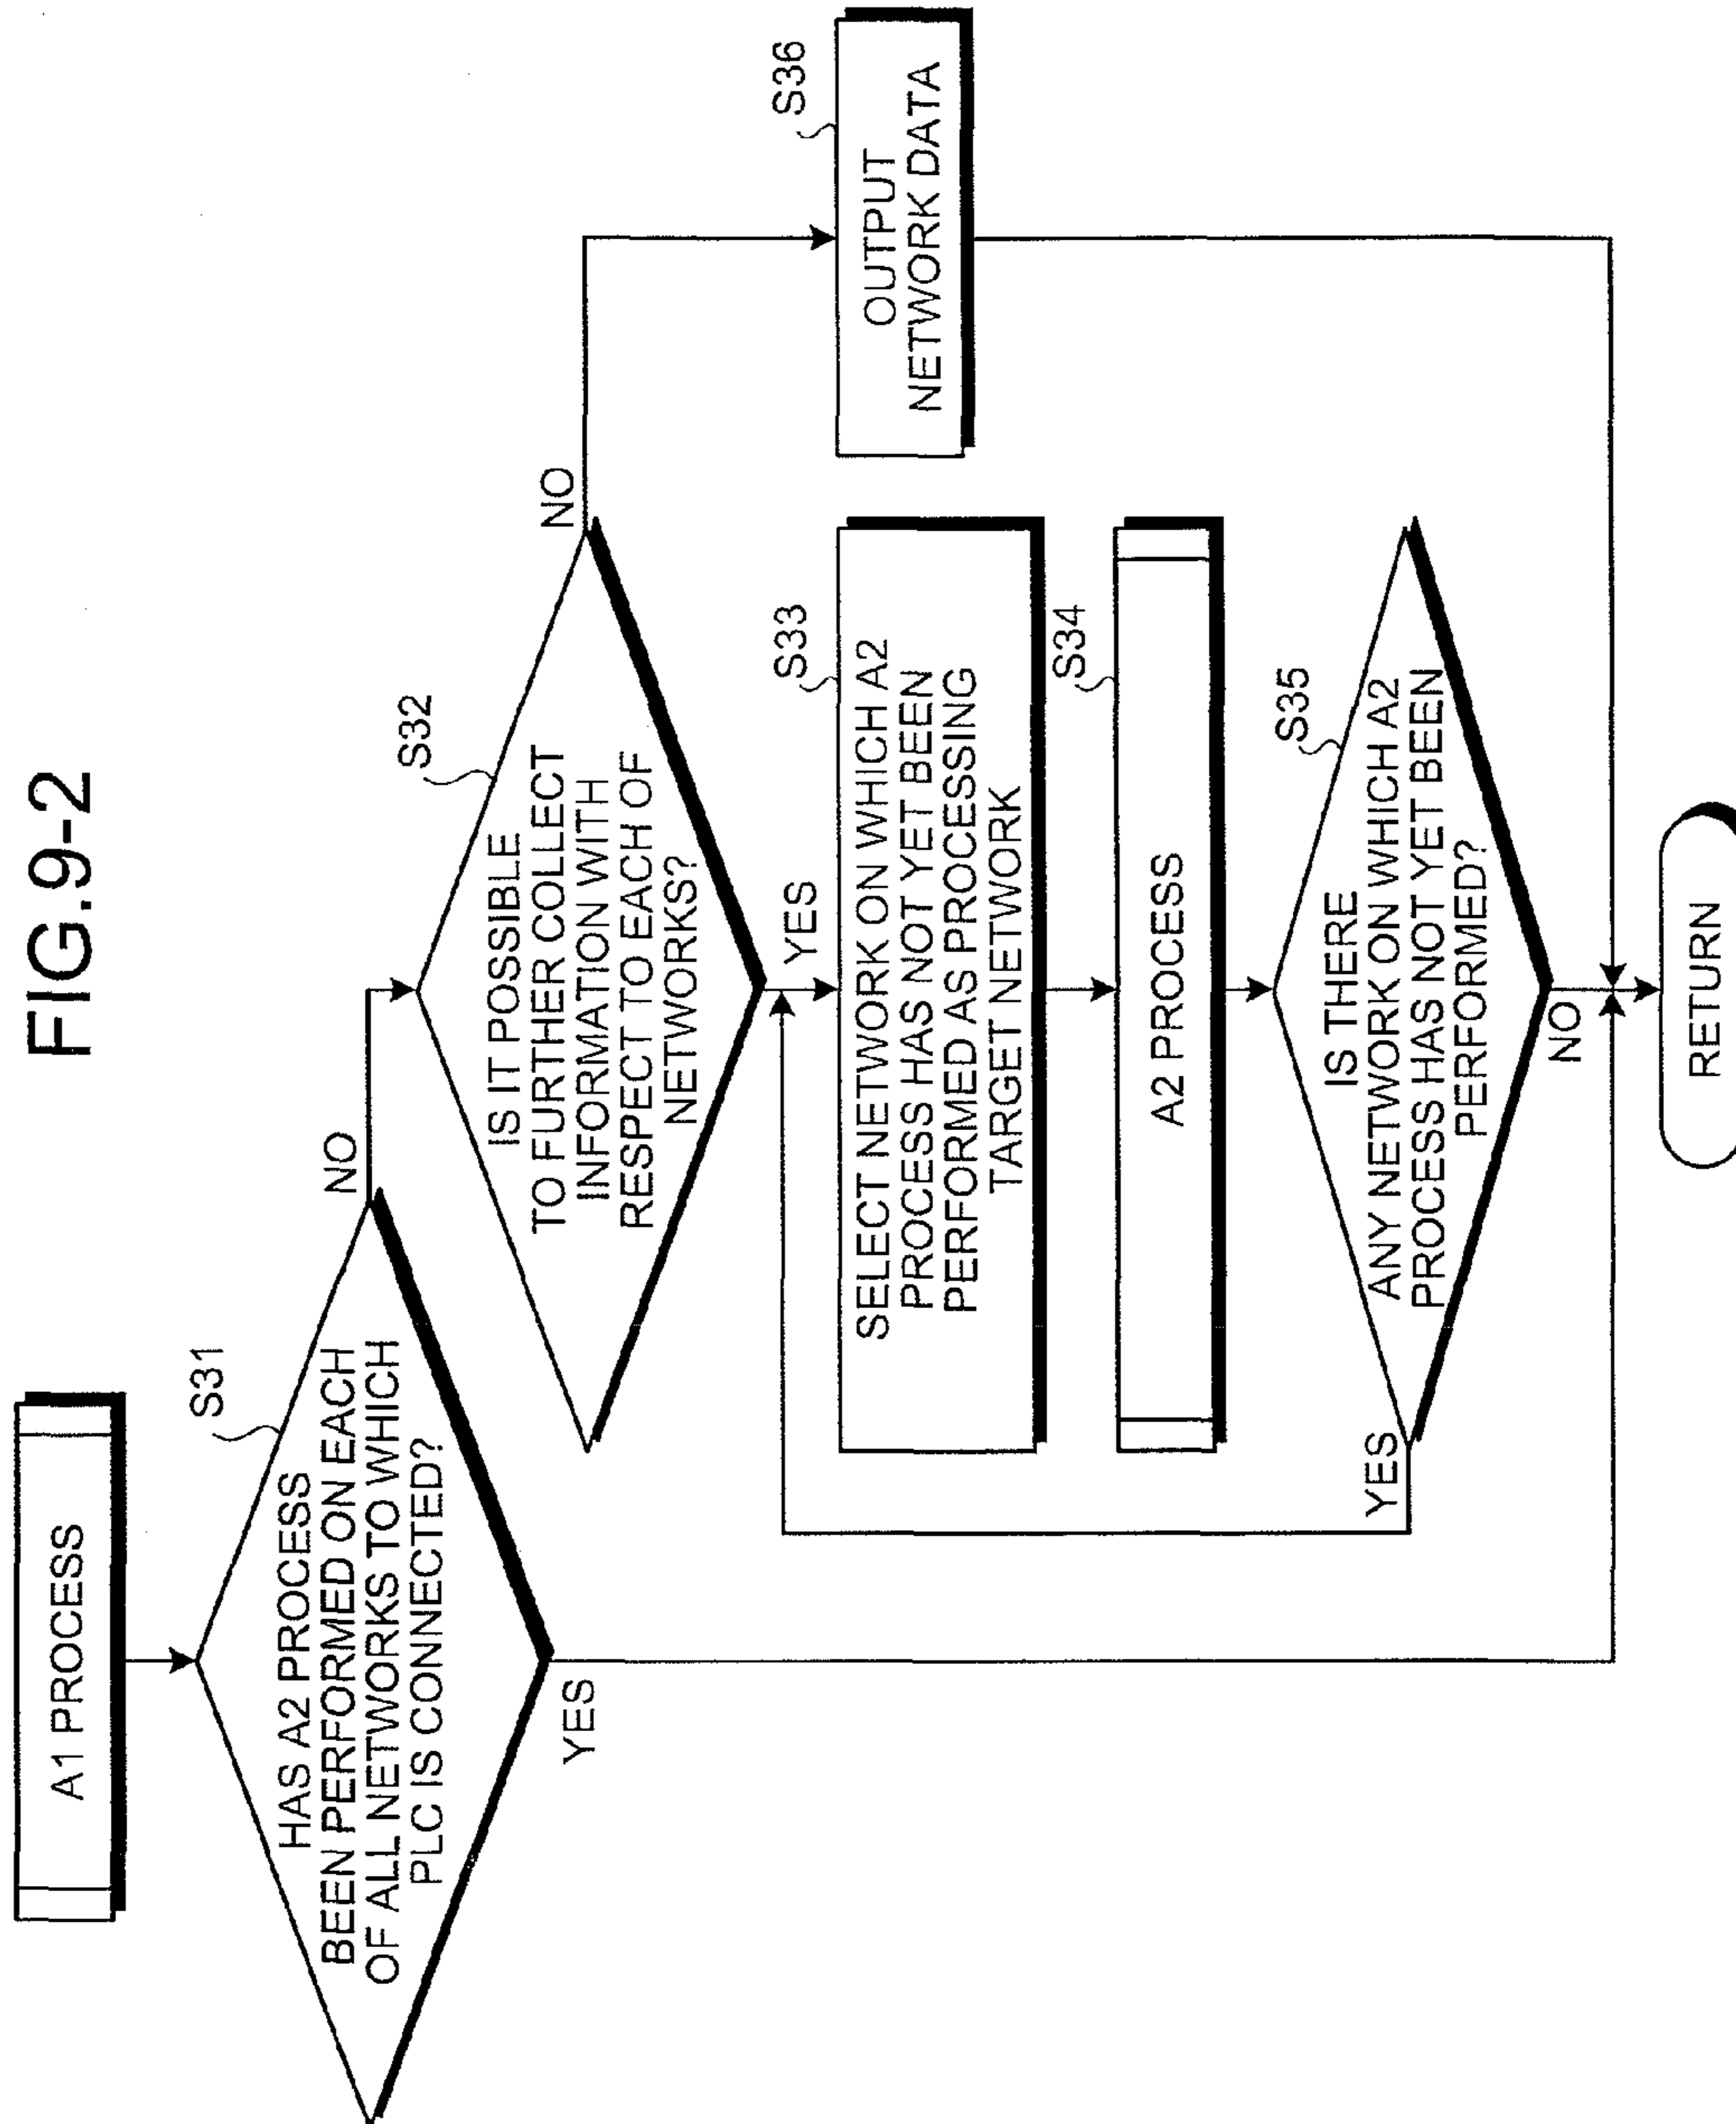 FIG.9-2
A1 PROCESS
S31
HAS A2 PROCESS
BEEN PERFORMED ON EACH
OF ALL NETWORKS TO WHICH
PLC IS CONNECTED?
NO
YES
S32
IS IT POSSIBLE
TO FURTHER COLLECT
INFORMATION WITH
RESPECT TO EACH OF
NETWORKS?
NO
YES
S33
SELECT NETWORK ON WHICH A2
PROCESS HAS NOT YET BEEN
PERFORMED AS PROCESSING
TARGET NETWORK
S34
A2 PROCESS
S35
IS THERE
ANY NETWORK ON WHICH A2
PROCESS HAS NOT YET BEEN
PERFORMED?
YES
NO
S36
OUTPUT
NETWORK DATA
RETURN